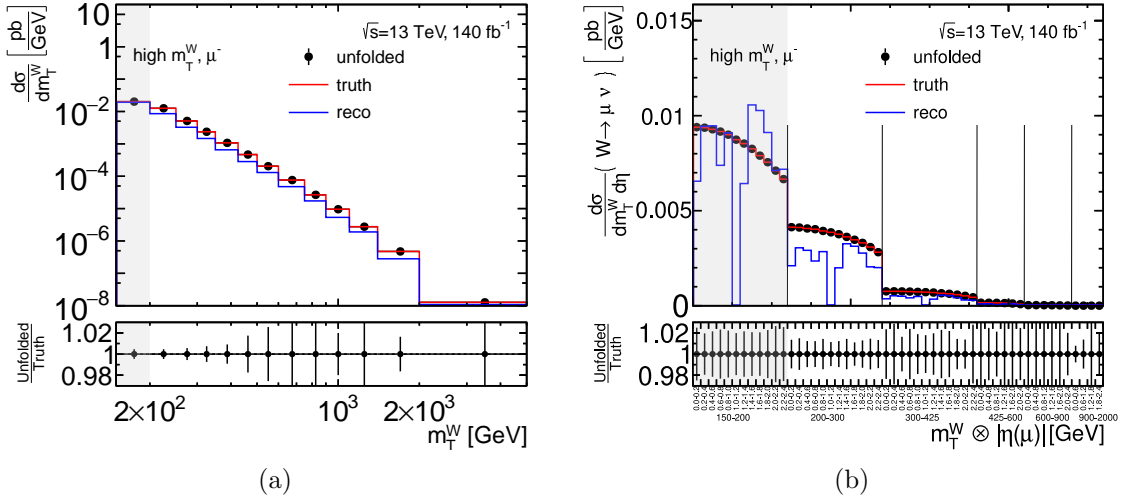 dσ/dm_T^W [pb/GeV]
10
1
10^-2
10^-4
10^-6
10^-8
√s=13 TeV, 140 fb^-1
high m_T^W, μ^-
unfolded
truth
reco
Unfolded/Truth
1.02
1
0.98
2×10^2
10^3
2×10^3
m_T^W [GeV]
(a)
dσ/dm_T^W dη (W→ μ ν) [pb/GeV]
0.015
0.01
0.005
0
√s=13 TeV, 140 fb^-1
high m_T^W, μ^-
unfolded
truth
reco
Unfolded/Truth
1.02
1
0.98
150-200
200-300
300-425
425-600
600-900
900-2000
m_T^W ⊗ |η(μ)| [GeV]
(b)